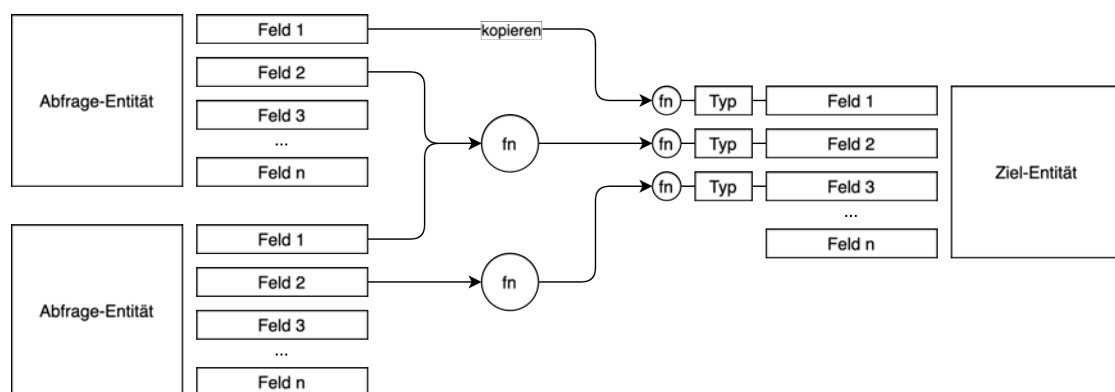 Abfrage-Entität
Feld 1
Feld 2
Feld 3
...
Feld n
kopieren
Abfrage-Entität
Feld 1
Feld 2
Feld 3
...
Feld n
fn
fn
fn
Typ
Feld 1
fn
Typ
Feld 2
fn
Typ
Feld 3
...
Feld n
Ziel-Entität